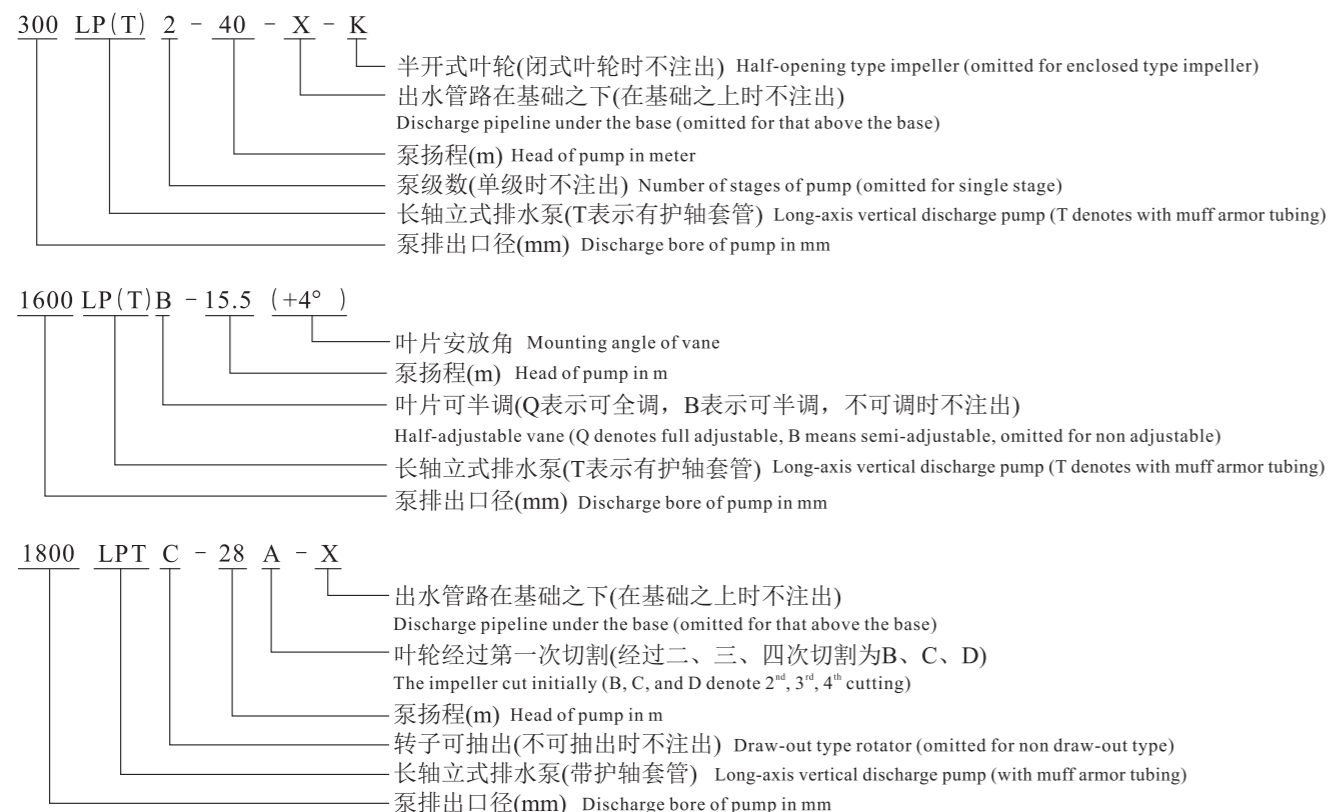 300 LP(T) 2 - 40 - X - K
半开式叶轮(闭式叶轮时不注出) Half-opening type impeller (omitted for enclosed type impeller)
出水管路在基础之下(在基础之上时不注出)
Discharge pipeline under the base (omitted for that above the base)
泵扬程(m) Head of pump in meter
泵级数(单级时不注出) Number of stages of pump (omitted for single stage)
长轴立式排水泵(T表示有护轴套管) Long-axis vertical discharge pump (T denotes with muff armor tubing)
泵排出口径(mm) Discharge bore of pump in mm
1600 LP(T)B - 15.5 (+4° )
叶片安放角 Mounting angle of vane
泵扬程(m) Head of pump in m
叶片可半调(Q表示可全调，B表示可半调，不可调时不注出)
Half-adjustable vane (Q denotes full adjustable, B means semi-adjustable, omitted for non adjustable)
长轴立式排水泵(T表示有护轴套管) Long-axis vertical discharge pump (T denotes with muff armor tubing)
泵排出口径(mm) Discharge bore of pump in mm
1800 LPT C - 28 A - X
出水管路在基础之下(在基础之上时不注出)
Discharge pipeline under the base (omitted for that above the base)
叶轮经过第一次切割(经过二、三、四次切割为B、C、D)
The impeller cut initially (B, C, and D denote 2nd, 3rd, 4th cutting)
泵扬程(m) Head of pump in m
转子可抽出(不可抽出时不注出) Draw-out type rotator (omitted for non draw-out type)
长轴立式排水泵(带护轴套管) Long-axis vertical discharge pump (with muff armor tubing)
泵排出口径(mm) Discharge bore of pump in mm